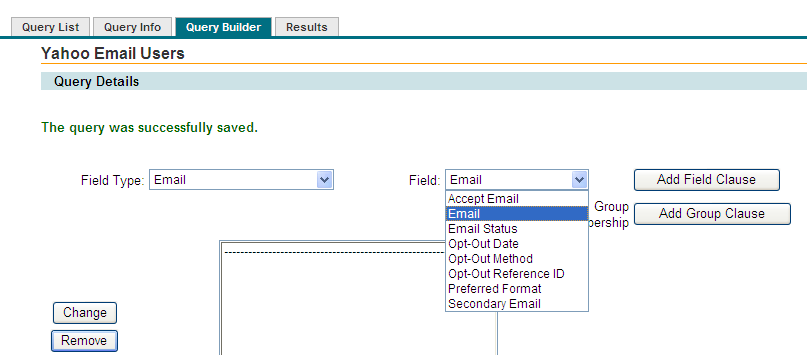 Query List Query Info Query Builder Results
Yahoo Email Users
Query Details
The query was successfully saved.
Field Type: Email Field: Email Add Field Clause
Accept Email
Email
Email Status
Opt-Out Date
Opt-Out Method
Opt-Out Reference ID
Preferred Format
Secondary Email
Group Add Group Clause
Change
Remove